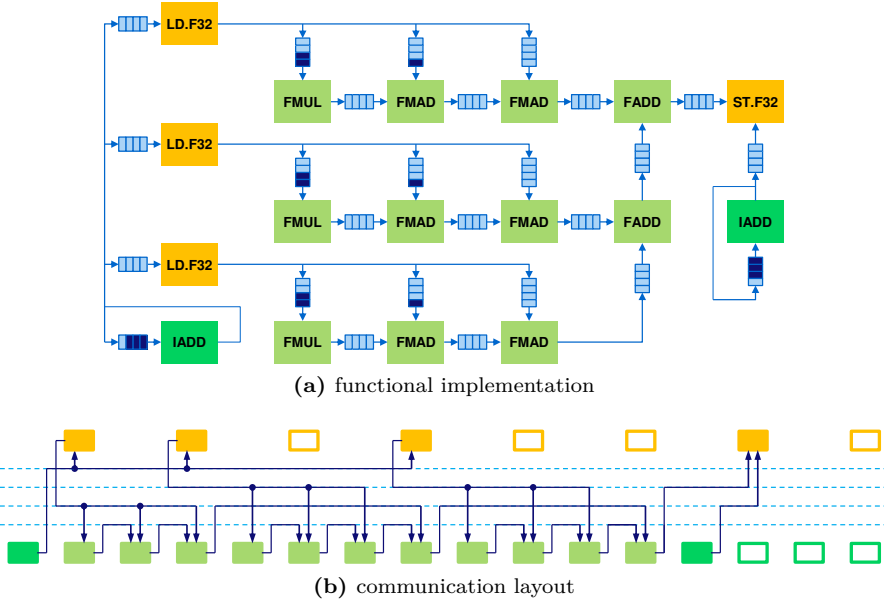 LD.F32
FMUL FMAD FMAD FADD ST.F32
LD.F32
FMUL FMAD FMAD FADD IADD
LD.F32
IADD FMUL FMAD FMAD
(a) functional implementation
(b) communication layout